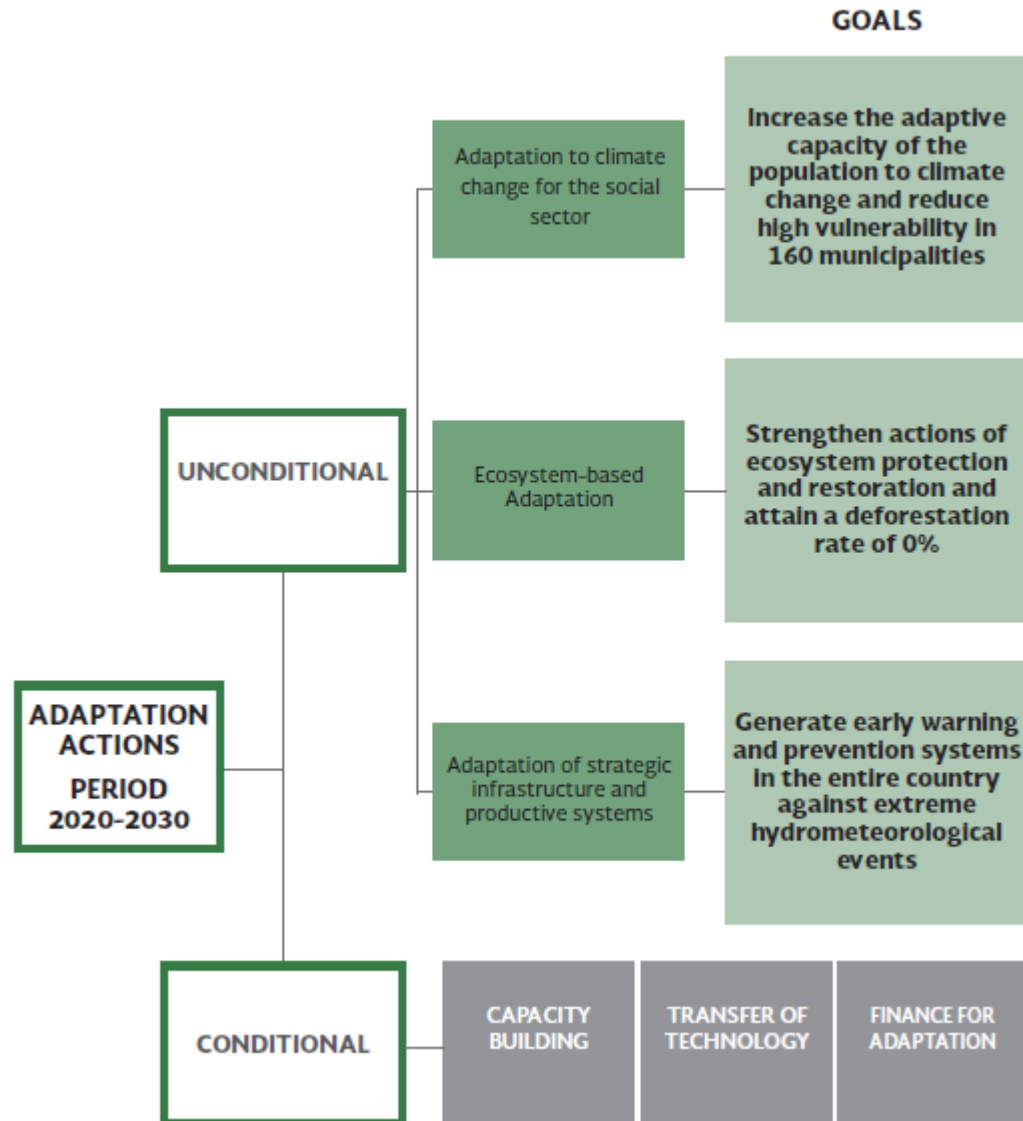 GOALS
Adaptation to climate
change for the social
sector
Increase the adaptive
capacity of the
population to climate
change and reduce
high vulnerability in
160 municipalities
UNCONDITIONAL
Ecosystem-based
Adaptation
Strengthen actions of
ecosystem protection
and restoration and
attain a deforestation
rate of 0%
ADAPTATION
ACTIONS
PERIOD
2020-2030
Adaptation of strategic
infrastructure and
productive systems
Generate early warning
and prevention systems
in the entire country
against extreme
hydrometeorological
events
CONDITIONAL
CAPACITY
BUILDING
TRANSFER OF
TECHNOLOGY
FINANCE FOR
ADAPTATION